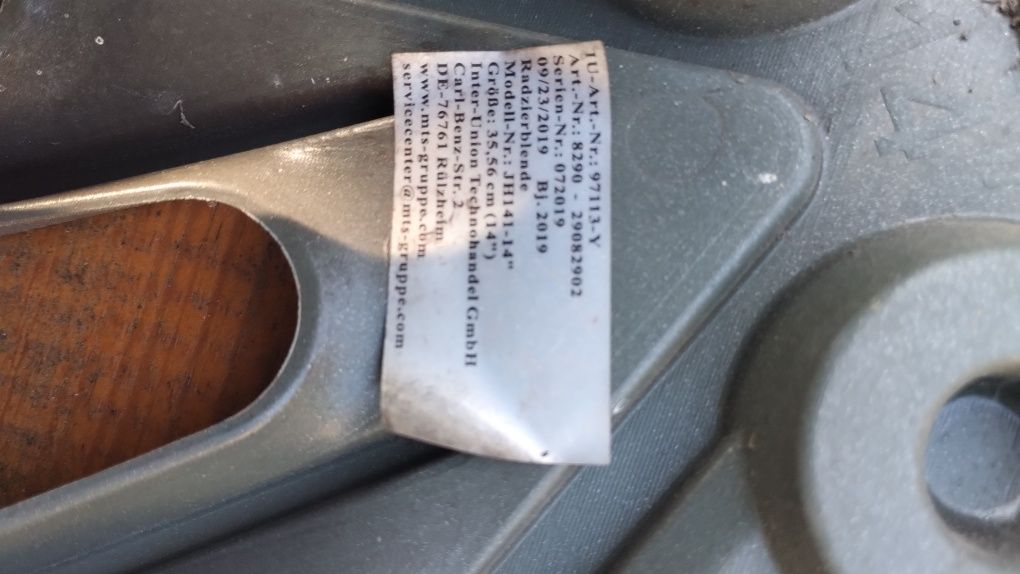 IU-Art.-Nr.: 97113-Y
Art.-Nr.: 8290 - 29082902
Serien-Nr.: 072019
09/23/2019 Bj. 2019
Radzierblende
Modell-Nr.: JH141-14"
Größe: 35,56 cm (14")
Inter-Union Technohandel GmbH
Carl-Benz-Str. 2
DE-76761 Rülzheim
www.mts-gruppe.com
servicecenter@mts-gruppe.com